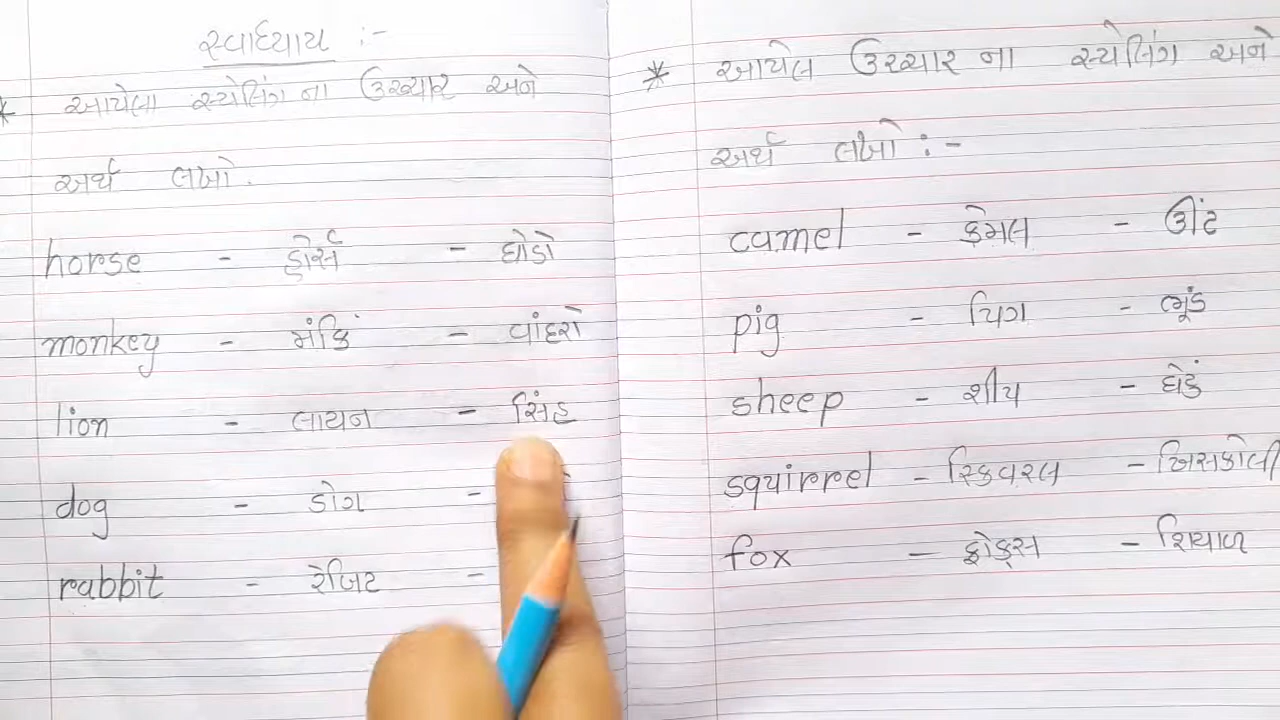 સ્વાધ્યાય :-
* આપેલા સ્પેલિંગ ના ઉચ્ચાર અને
અર્થ લખો.
horse - હોર્સ - ઘોડો
monkey - મંકિં - વાંદરો
lion - લાયન - સિંહ
dog - ડોગ -
rabbit - રેબિટ -
* આપેલ ઉચ્ચાર ના સ્પેલિંગ અને
અર્થ લખો :-
camel - કેમલ - ઊંટ
pig - પિગ - ભૂંડ
sheep - શીપ - ઘેટું
squirrel - સ્કિવરલ - ખિસકોલી
fox - ફોક્સ - શિયાળ